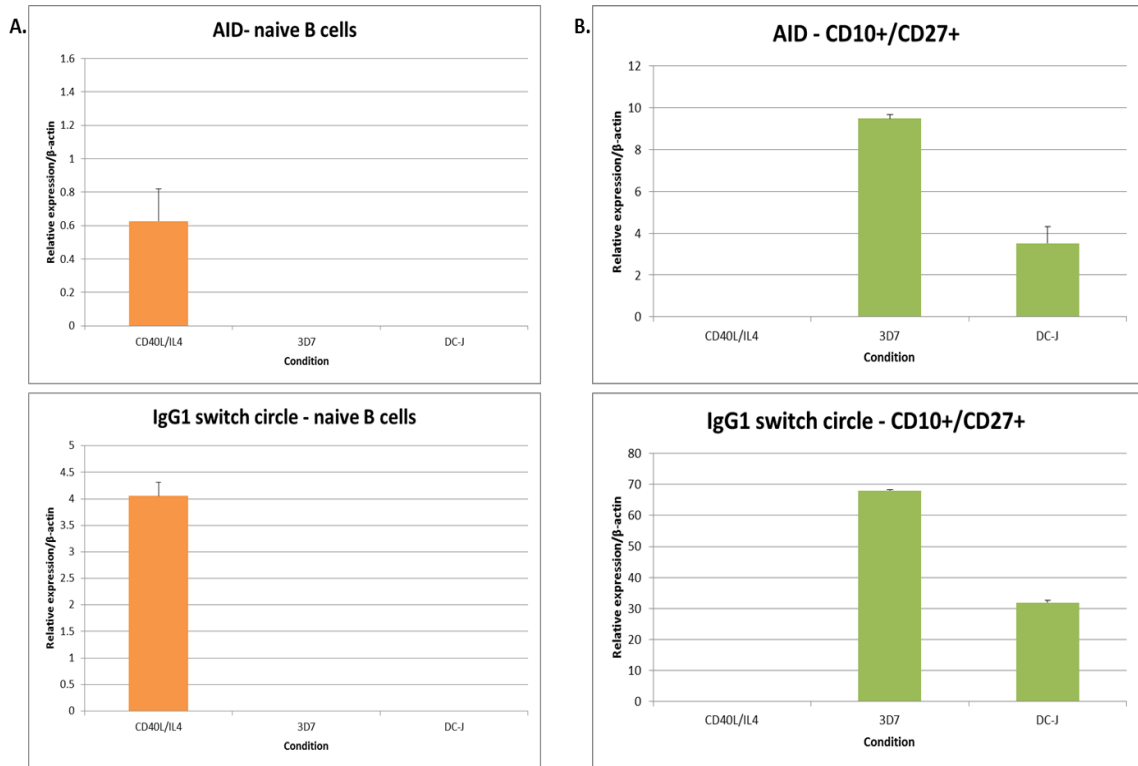 A.
AID- naive B cells
Relative expression/β-actin
1.6
1.4
1.2
1
0.8
0.6
0.4
0.2
0
CD40L/IL4 3D7 DC-J
Condition
IgG1 switch circle - naive B cells
Relative expression/β-actin
5
4.5
4
3.5
3
2.5
2
1.5
1
0.5
0
CD40L/IL4 3D7 DC-J
Condition
B.
AID - CD10+/CD27+
Relative expression/β-actin
12
10
8
6
4
2
0
CD40L/IL4 3D7 DC-J
Condition
IgG1 switch circle - CD10+/CD27+
Relative expression/β-actin
80
70
60
50
40
30
20
10
0
CD40L/IL4 3D7 DC-J
Condition